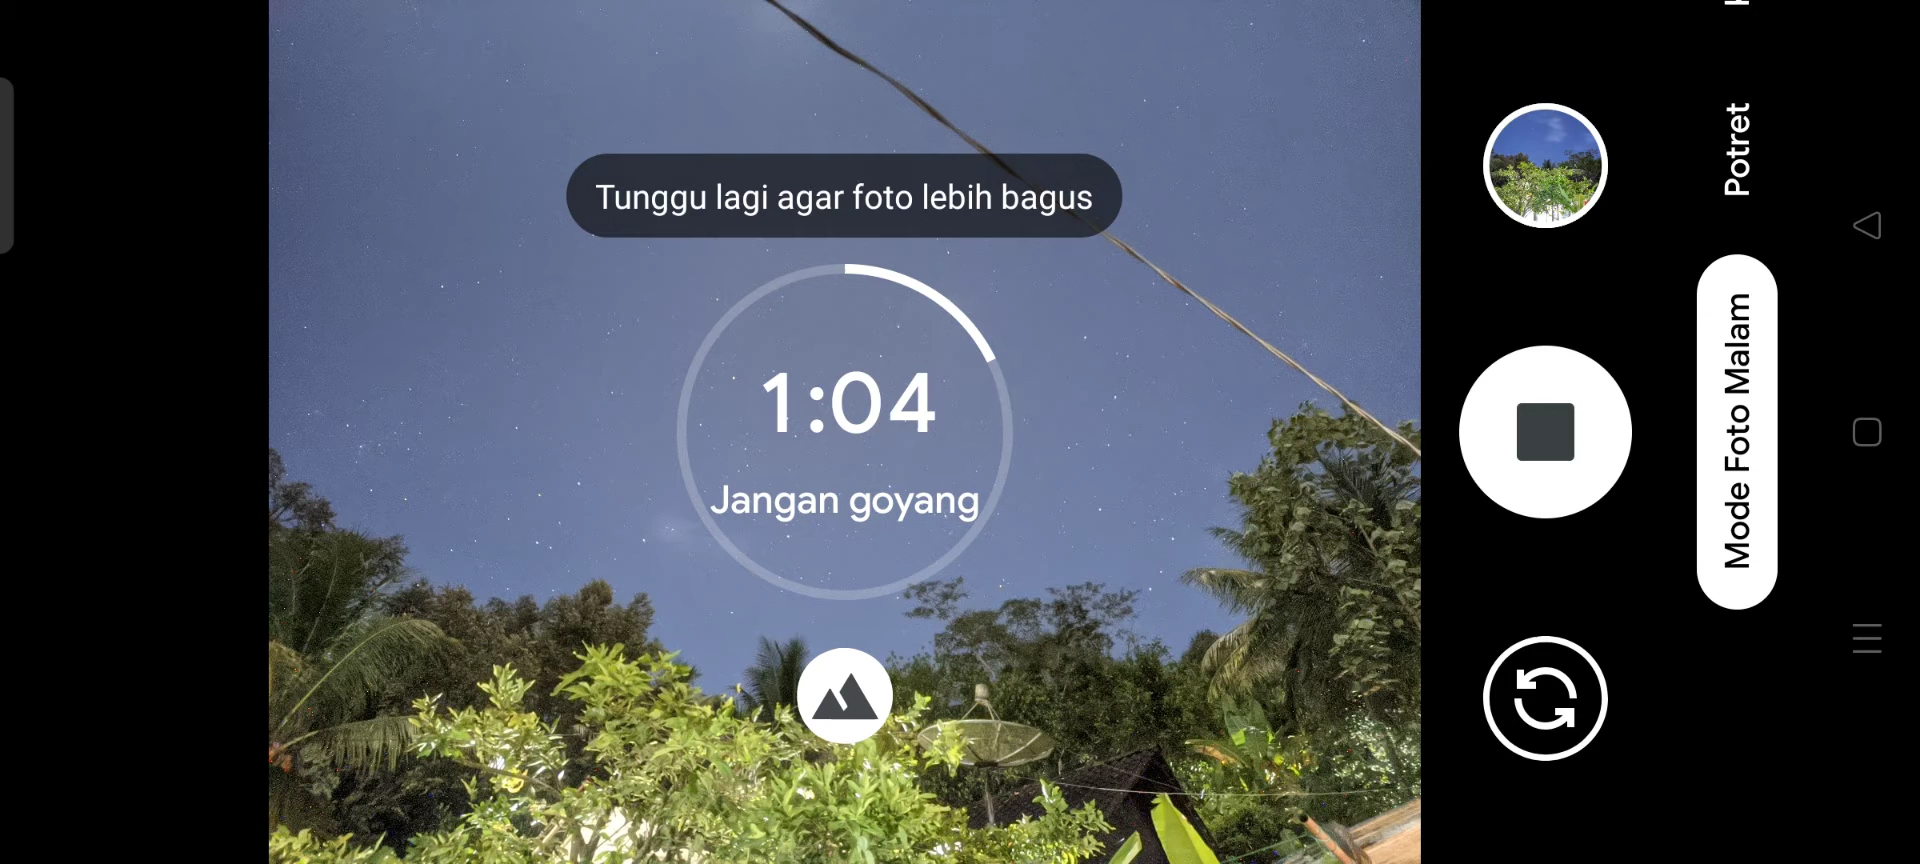 Tunggu lagi agar foto lebih bagus
1:04
Jangan goyang
Potret
Mode Foto Malam